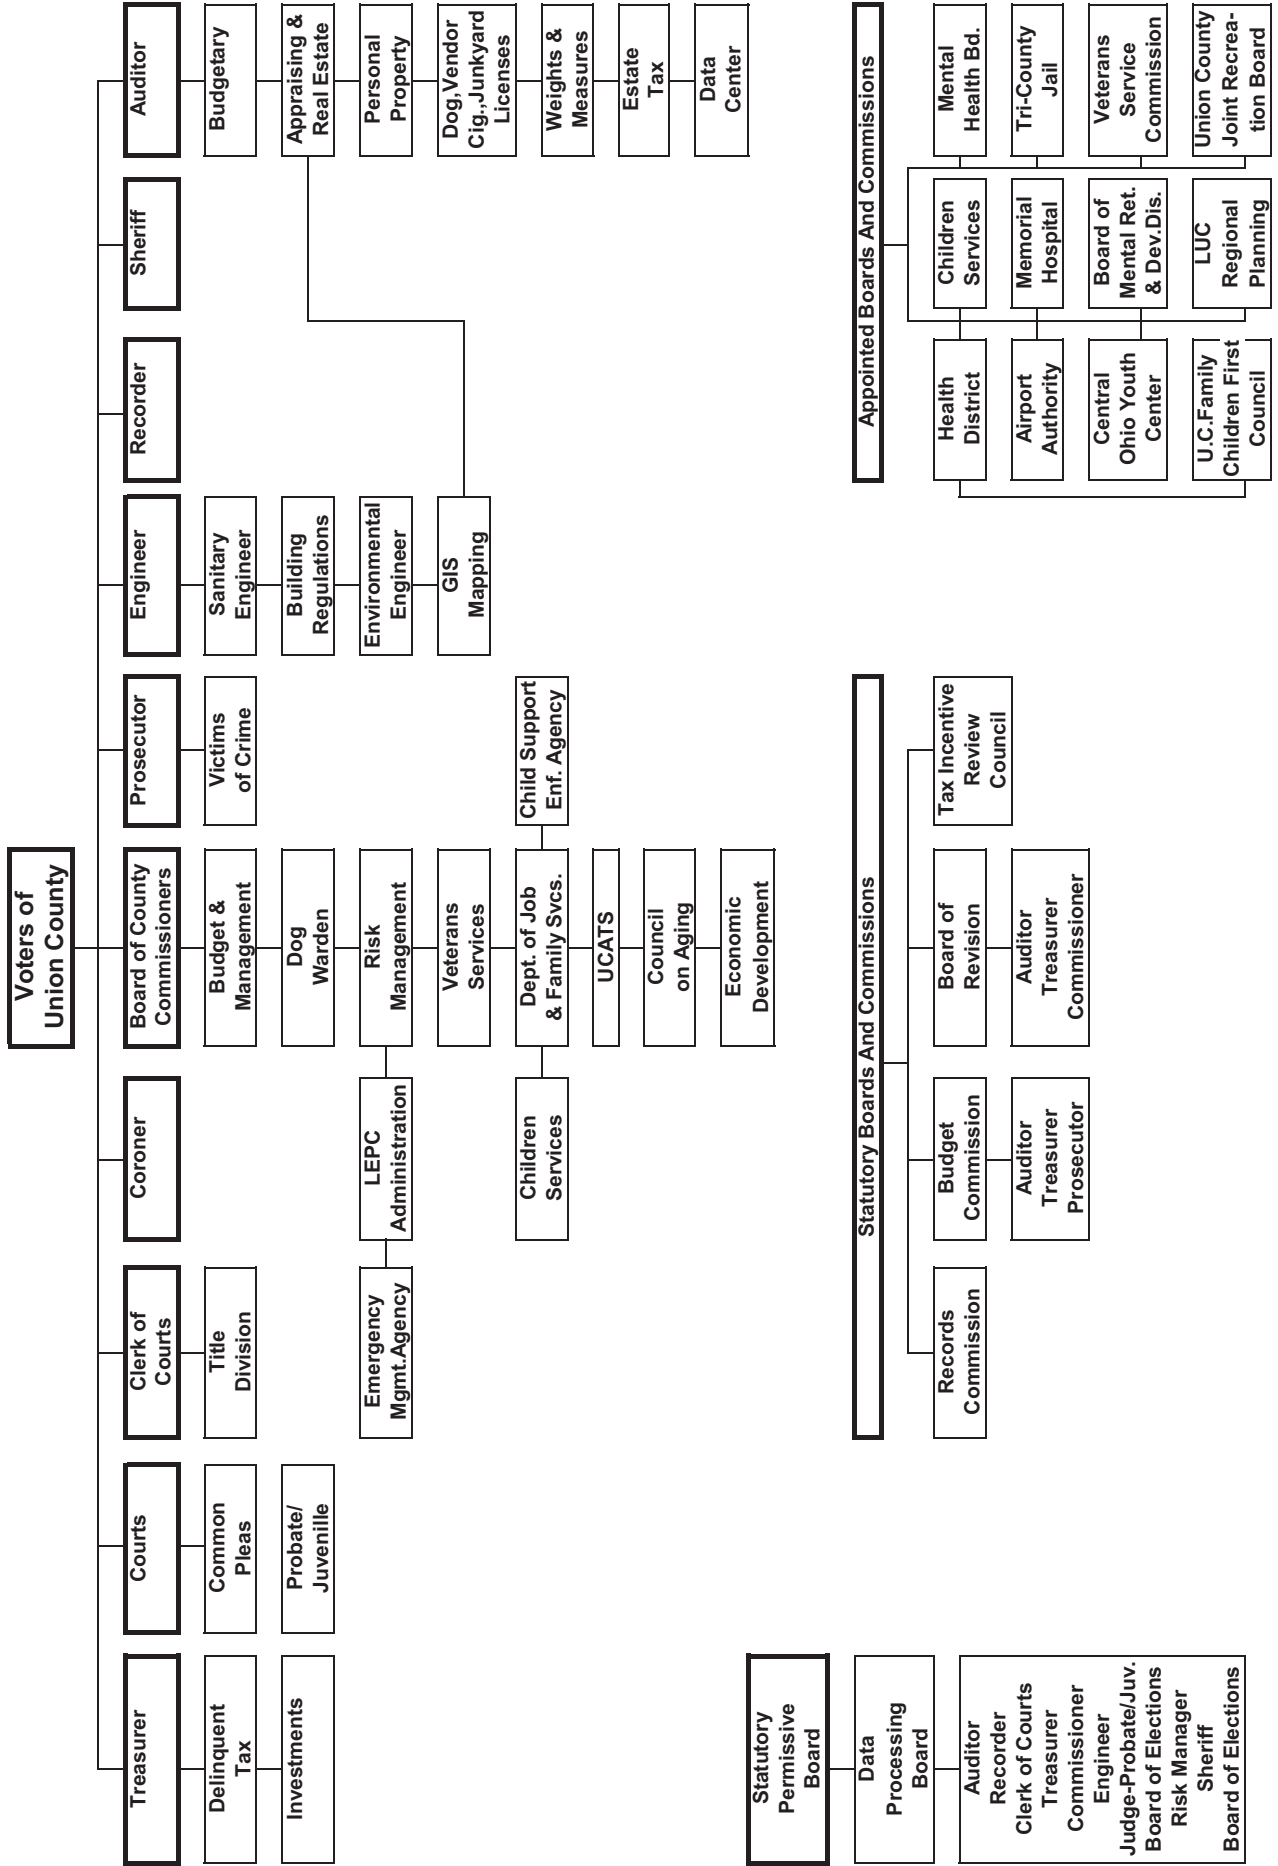 Voters of
Union County
Treasurer
Courts
Clerk of
Courts
Coroner
Board of County
Commissioners
Prosecutor
Engineer
Recorder
Sheriff
Auditor
Delinquent
Tax
Investments
Common
Pleas
Probate/
Juvenille
Title
Division
Budget &
Management
Dog
Warden
Risk
Management
LEPC
Administration
Emergency
Mgmt.Agency
Veterans
Services
Dept. of Job
& Family Svcs.
Children
Services
Child Support
Enf. Agency
UCATS
Council
on Aging
Economic
Development
Victims
of Crime
Sanitary
Engineer
Building
Regulations
Environmental
Engineer
GIS
Mapping
Budgetary
Appraising &
Real Estate
Personal
Property
Dog,Vendor
Cig.,Junkyard
Licenses
Weights &
Measures
Estate
Tax
Data
Center
Statutory
Permissive
Board
Data
Processing
Board
Auditor
Recorder
Clerk of Courts
Treasurer
Commissioner
Engineer
Judge-Probate/Juv.
Board of Elections
Risk Manager
Sheriff
Board of Elections
Statutory Boards And Commissions
Records
Commission
Budget
Commission
Auditor
Treasurer
Prosecutor
Board of
Revision
Auditor
Treasurer
Commissioner
Tax Incentive
Review
Council
Appointed Boards And Commissions
Health
District
Children
Services
Mental
Health Bd.
Airport
Authority
Memorial
Hospital
Tri-County
Jail
Central
Ohio Youth
Center
Board of
Mental Ret.
& Dev.Dis.
Veterans
Service
Commission
U.C.Family
Children First
Council
LUC
Regional
Planning
Union County
Joint Recrea-
tion Board